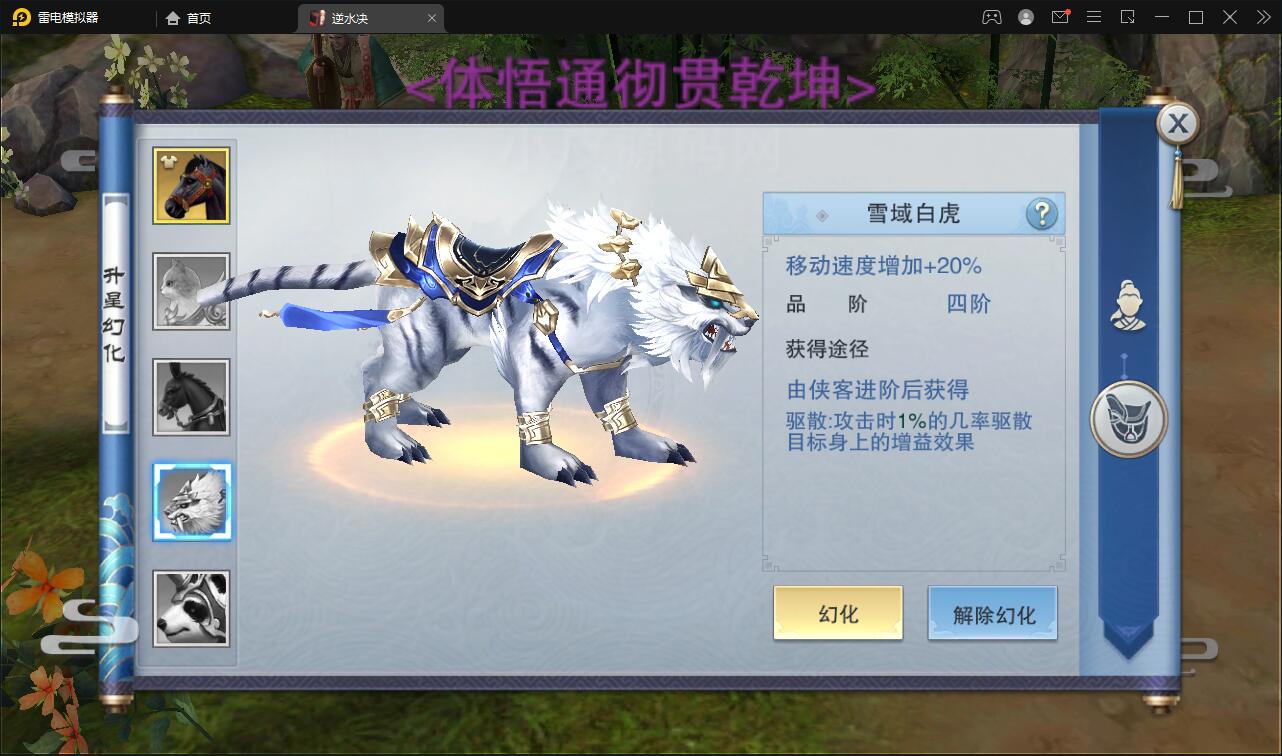 雷电模拟器
首页
逆水决
<体悟通彻贯乾坤>
X
升星幻化
雪域白虎
?
移动速度增加+20%
品 阶 四阶
获得途径
由侠客进阶后获得
驱散:攻击时1%的几率驱散
目标身上的增益效果
幻化
解除幻化